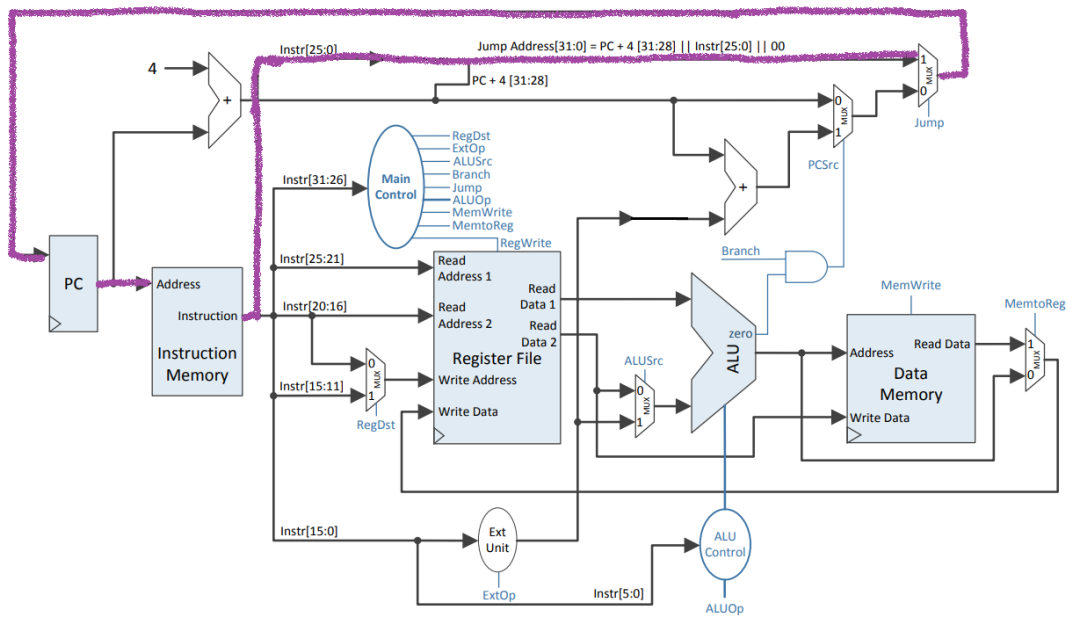 Instr[25:0]
Jump Address[31:0] = PC + 4 [31:28] || Instr[25:0] || 00
4
PC + 4 [31:28]
+
1
MUX
0
Jump
0
MUX
1
PCSrc
RegDst
ExtOp
ALUSrc
Branch
Jump
ALUOp
MemWrite
MemtoReg
RegWrite
Main
Control
Instr[31:26]
+
Branch
PC
Address
Instruction
Instruction
Memory
Instr[25:21]
Instr[20:16]
Instr[15:11]
0
MUX
1
RegDst
Read
Address 1
Read
Address 2
Read
Data 1
Read
Data 2
Register File
Write Address
Write Data
ALUSrc
0
MUX
1
zero
ALU
MemWrite
Address
Read Data
Data
Memory
Write Data
MemtoReg
1
MUX
0
Instr[15:0]
Ext
Unit
ExtOp
Instr[5:0]
ALU
Control
ALUOp